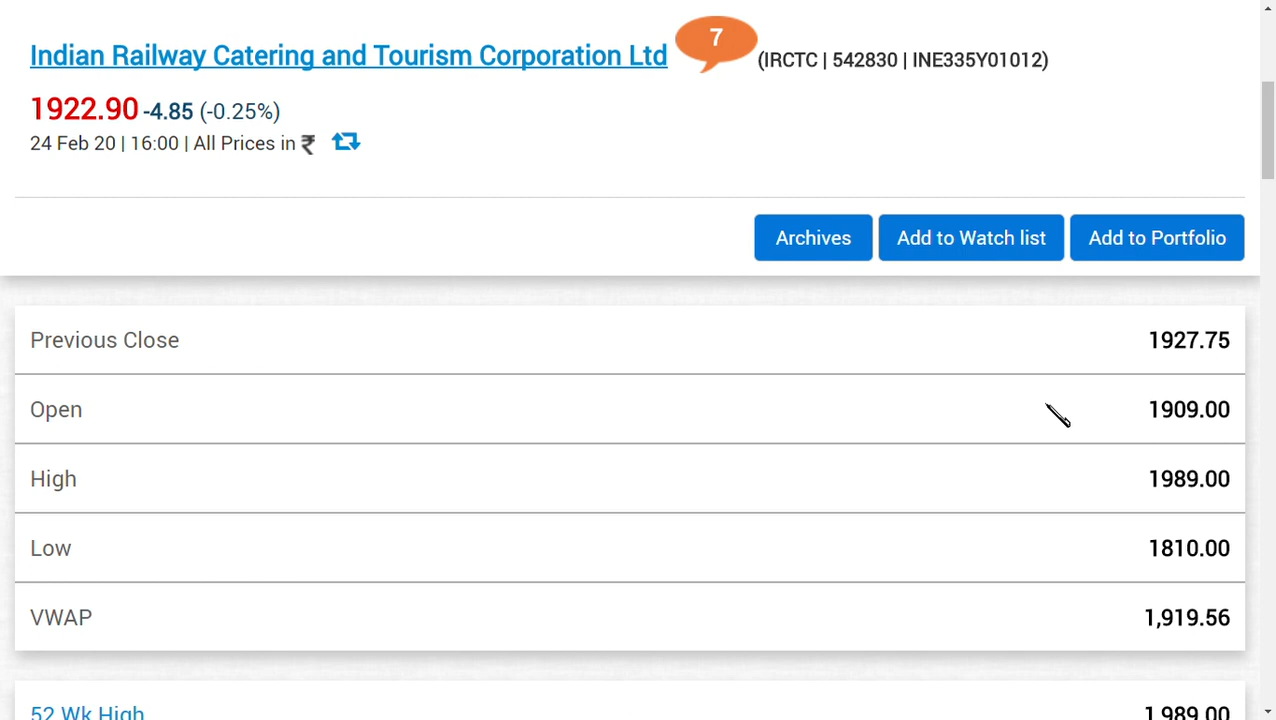 Indian Railway Catering and Tourism Corporation Ltd 7 (IRCTC | 542830 | INE335Y01012)
1922.90 -4.85 (-0.25%)
24 Feb 20 | 16:00 | All Prices in ₹
Archives Add to Watch list Add to Portfolio
Previous Close 1927.75
Open 1909.00
High 1989.00
Low 1810.00
VWAP 1,919.56
52 Wk High 1,989.00